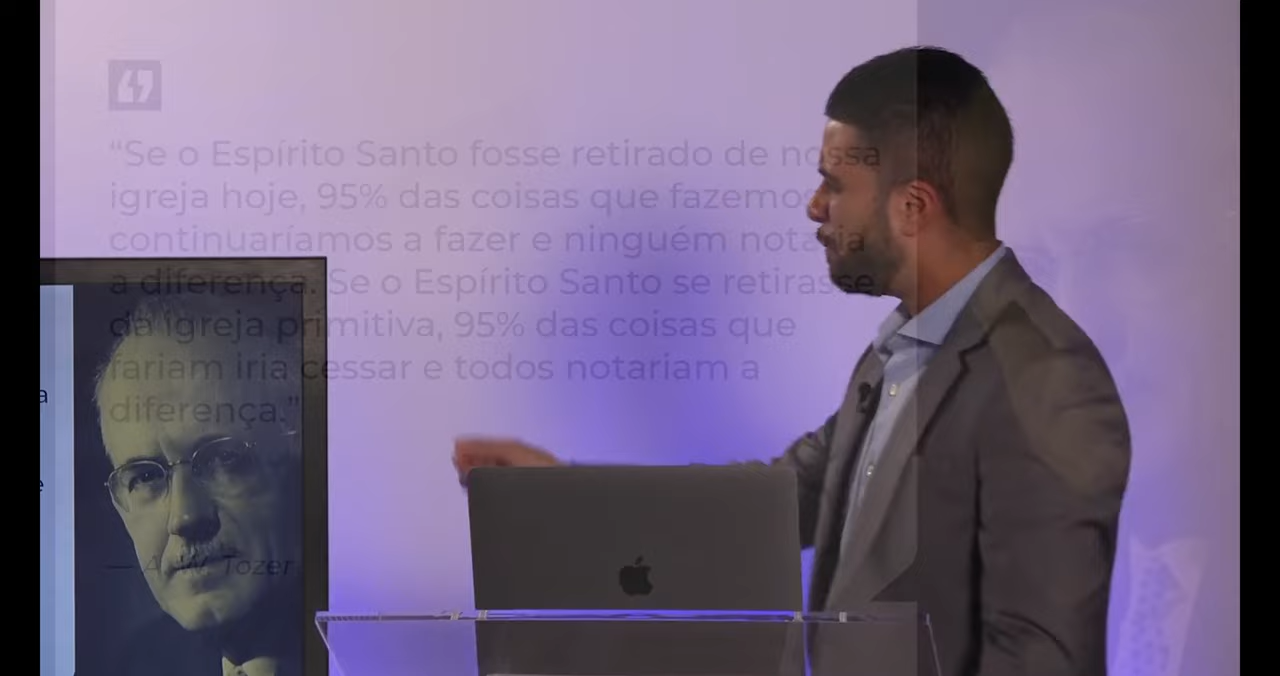 “Se o Espírito Santo fosse retirado de nossa
igreja hoje, 95% das coisas que fazemos
continuaríamos a fazer e ninguém notaria
a diferença. Se o Espírito Santo se retirasse
da igreja primitiva, 95% das coisas que
fariam iria cessar e todos notariam a
diferença.”
a
e
— A. W. Tozer